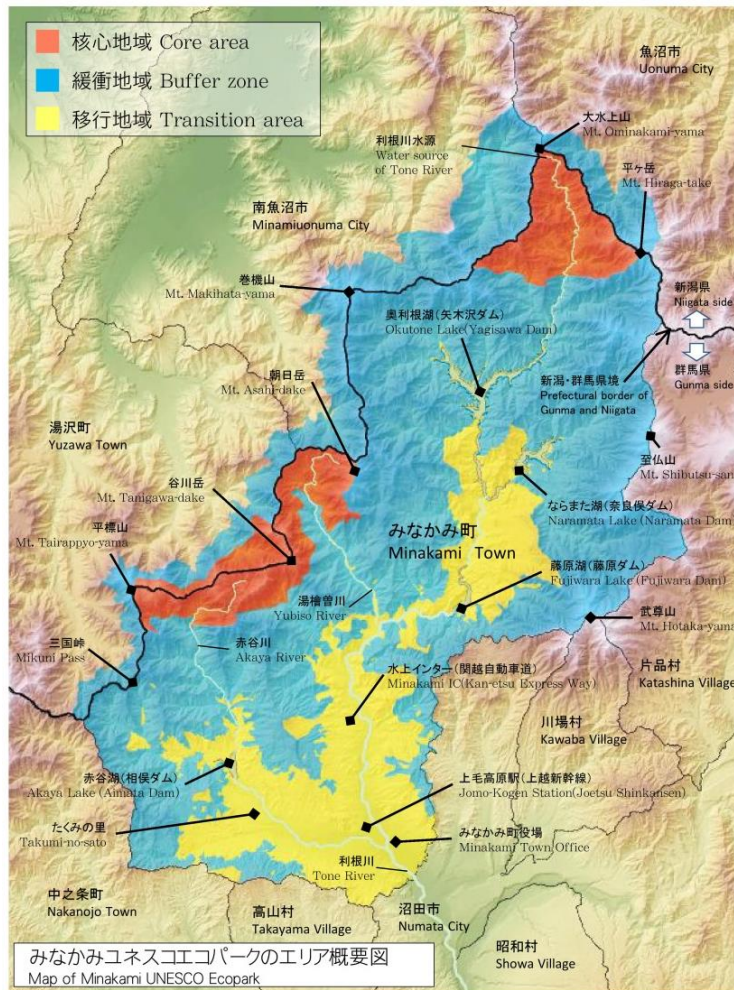 核心地域 Core area
緩衝地域 Buffer zone
移行地域 Transition area
魚沼市
Uonuma City
大水上山
Mt. Ominakami-yama
利根川水源
Water source
of Tone River
平ヶ岳
Mt. Hiraga-take
南魚沼市
Minamiuonuma City
巻機山
Mt. Makihata-yama
新潟県
Niigata side
奥利根湖(矢木沢ダム)
Okutone Lake(Yagisawa Dam)
群馬県
Gunma side
朝日岳
Mt. Asahi-dake
新潟・群馬県境
Prefectural border of
Gunma and Niigata
湯沢町
Yuzawa Town
至仏山
Mt. Shibutsu-san
谷川岳
Mt. Tanigawa-dake
ならまた湖(奈良俣ダム)
Naramata Lake (Naramata Dam
みなかみ町
Minakami Town
平標山
Mt. Tairappyo-yama
藤原湖(藤原ダム)
Fujiwara Lake (Fujiwara Dam)
湯檜曽川
Yubiso River
武尊山
Mt. Hotaka-yama
三国峠
Mikuni Pass
赤谷川
Akaya River
水上インター(関越自動車道)
Minakami IC(Kan-etsu Express Way)
片品村
Katashina Village
川場村
Kawaba Village
赤谷湖(相俣ダム)
Akaya Lake (Aimata Dam)
上毛高原駅(上越新幹線)
Jomo-Kogen Station(Joetsu Shinkansen)
たくみの里
Takumi-no-sato
みなかみ町役場
Minakami Town Office
利根川
Tone River
中之条町
Nakanojo Town
高山村
Takayama Village
沼田市
Numata City
昭和村
Showa Village
みなかみユネスコエコパークのエリア概要図
Map of Minakami UNESCO Ecopark